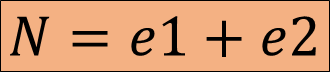 N = e1 + e2